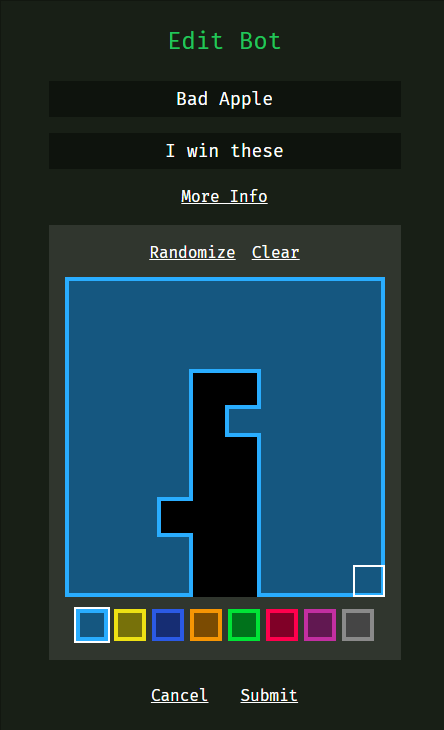 Edit Bot
Bad Apple
I win these
More Info
Randomize Clear
Cancel Submit